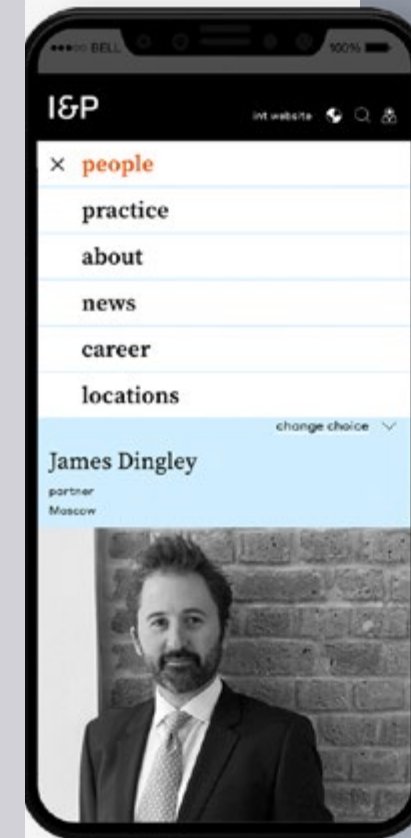 BELL 100%
I&P int website
× people
practice
about
news
career
locations
change choice
James Dingley
partner
Moscow